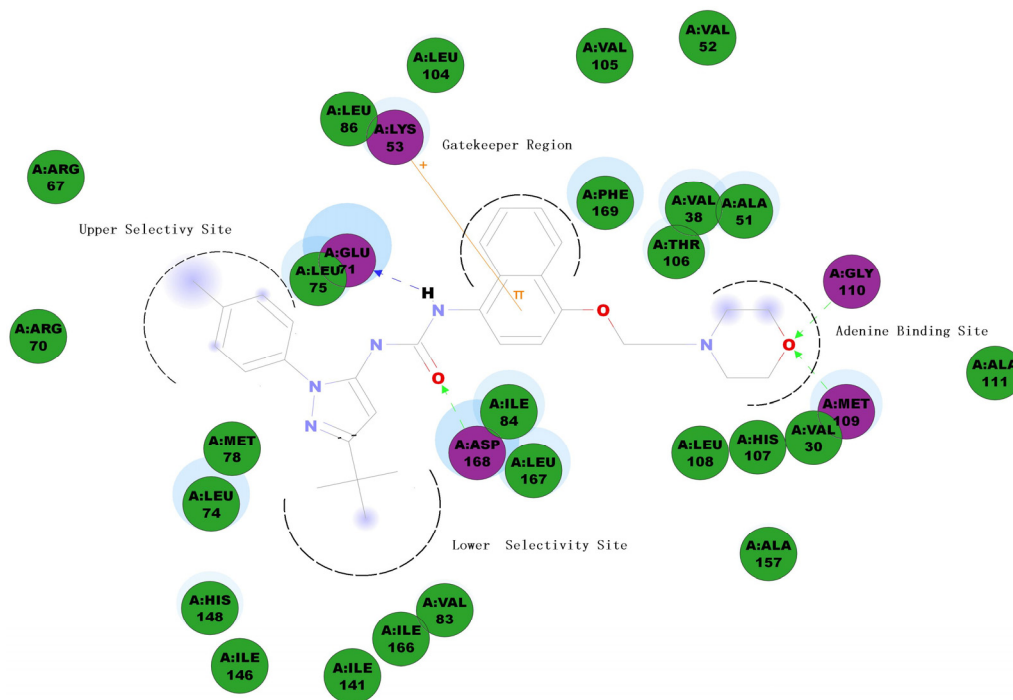 A:VAL
52
A:VAL
105
A:LEU
104
A:LEU
86
A:LYS
53
Gatekeeper Region
+
A:ARG
67
A:PHE
169
A:VAL
38
A:ALA
51
Upper Selectivy Site
A:GLU
71
A:LEU
75
A:THR
106
A:GLY
110
H
π
N
O
Adenine Binding Site
A:ARG
70
N
O
N
O
A:ALA
111
N
N
A:ILE
84
A:MET
109
A:ASP
168
A:LEU
167
A:MET
78
A:LEU
108
A:HIS
107
A:VAL
30
A:LEU
74
Lower Selectivity Site
A:ALA
157
A:HIS
148
A:VAL
83
A:ILE
166
A:ILE
146
A:ILE
141